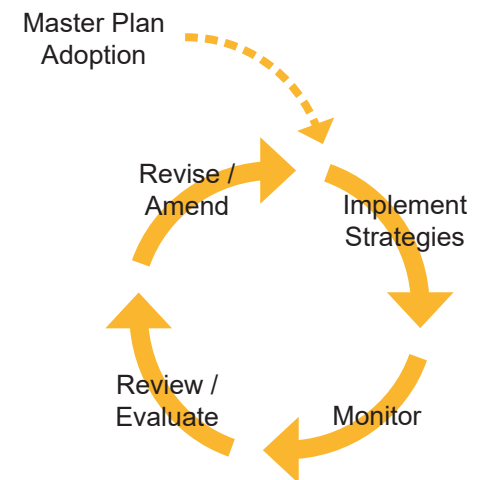 Master Plan
Adoption
Implement
Strategies
Monitor
Review /
Evaluate
Revise /
Amend